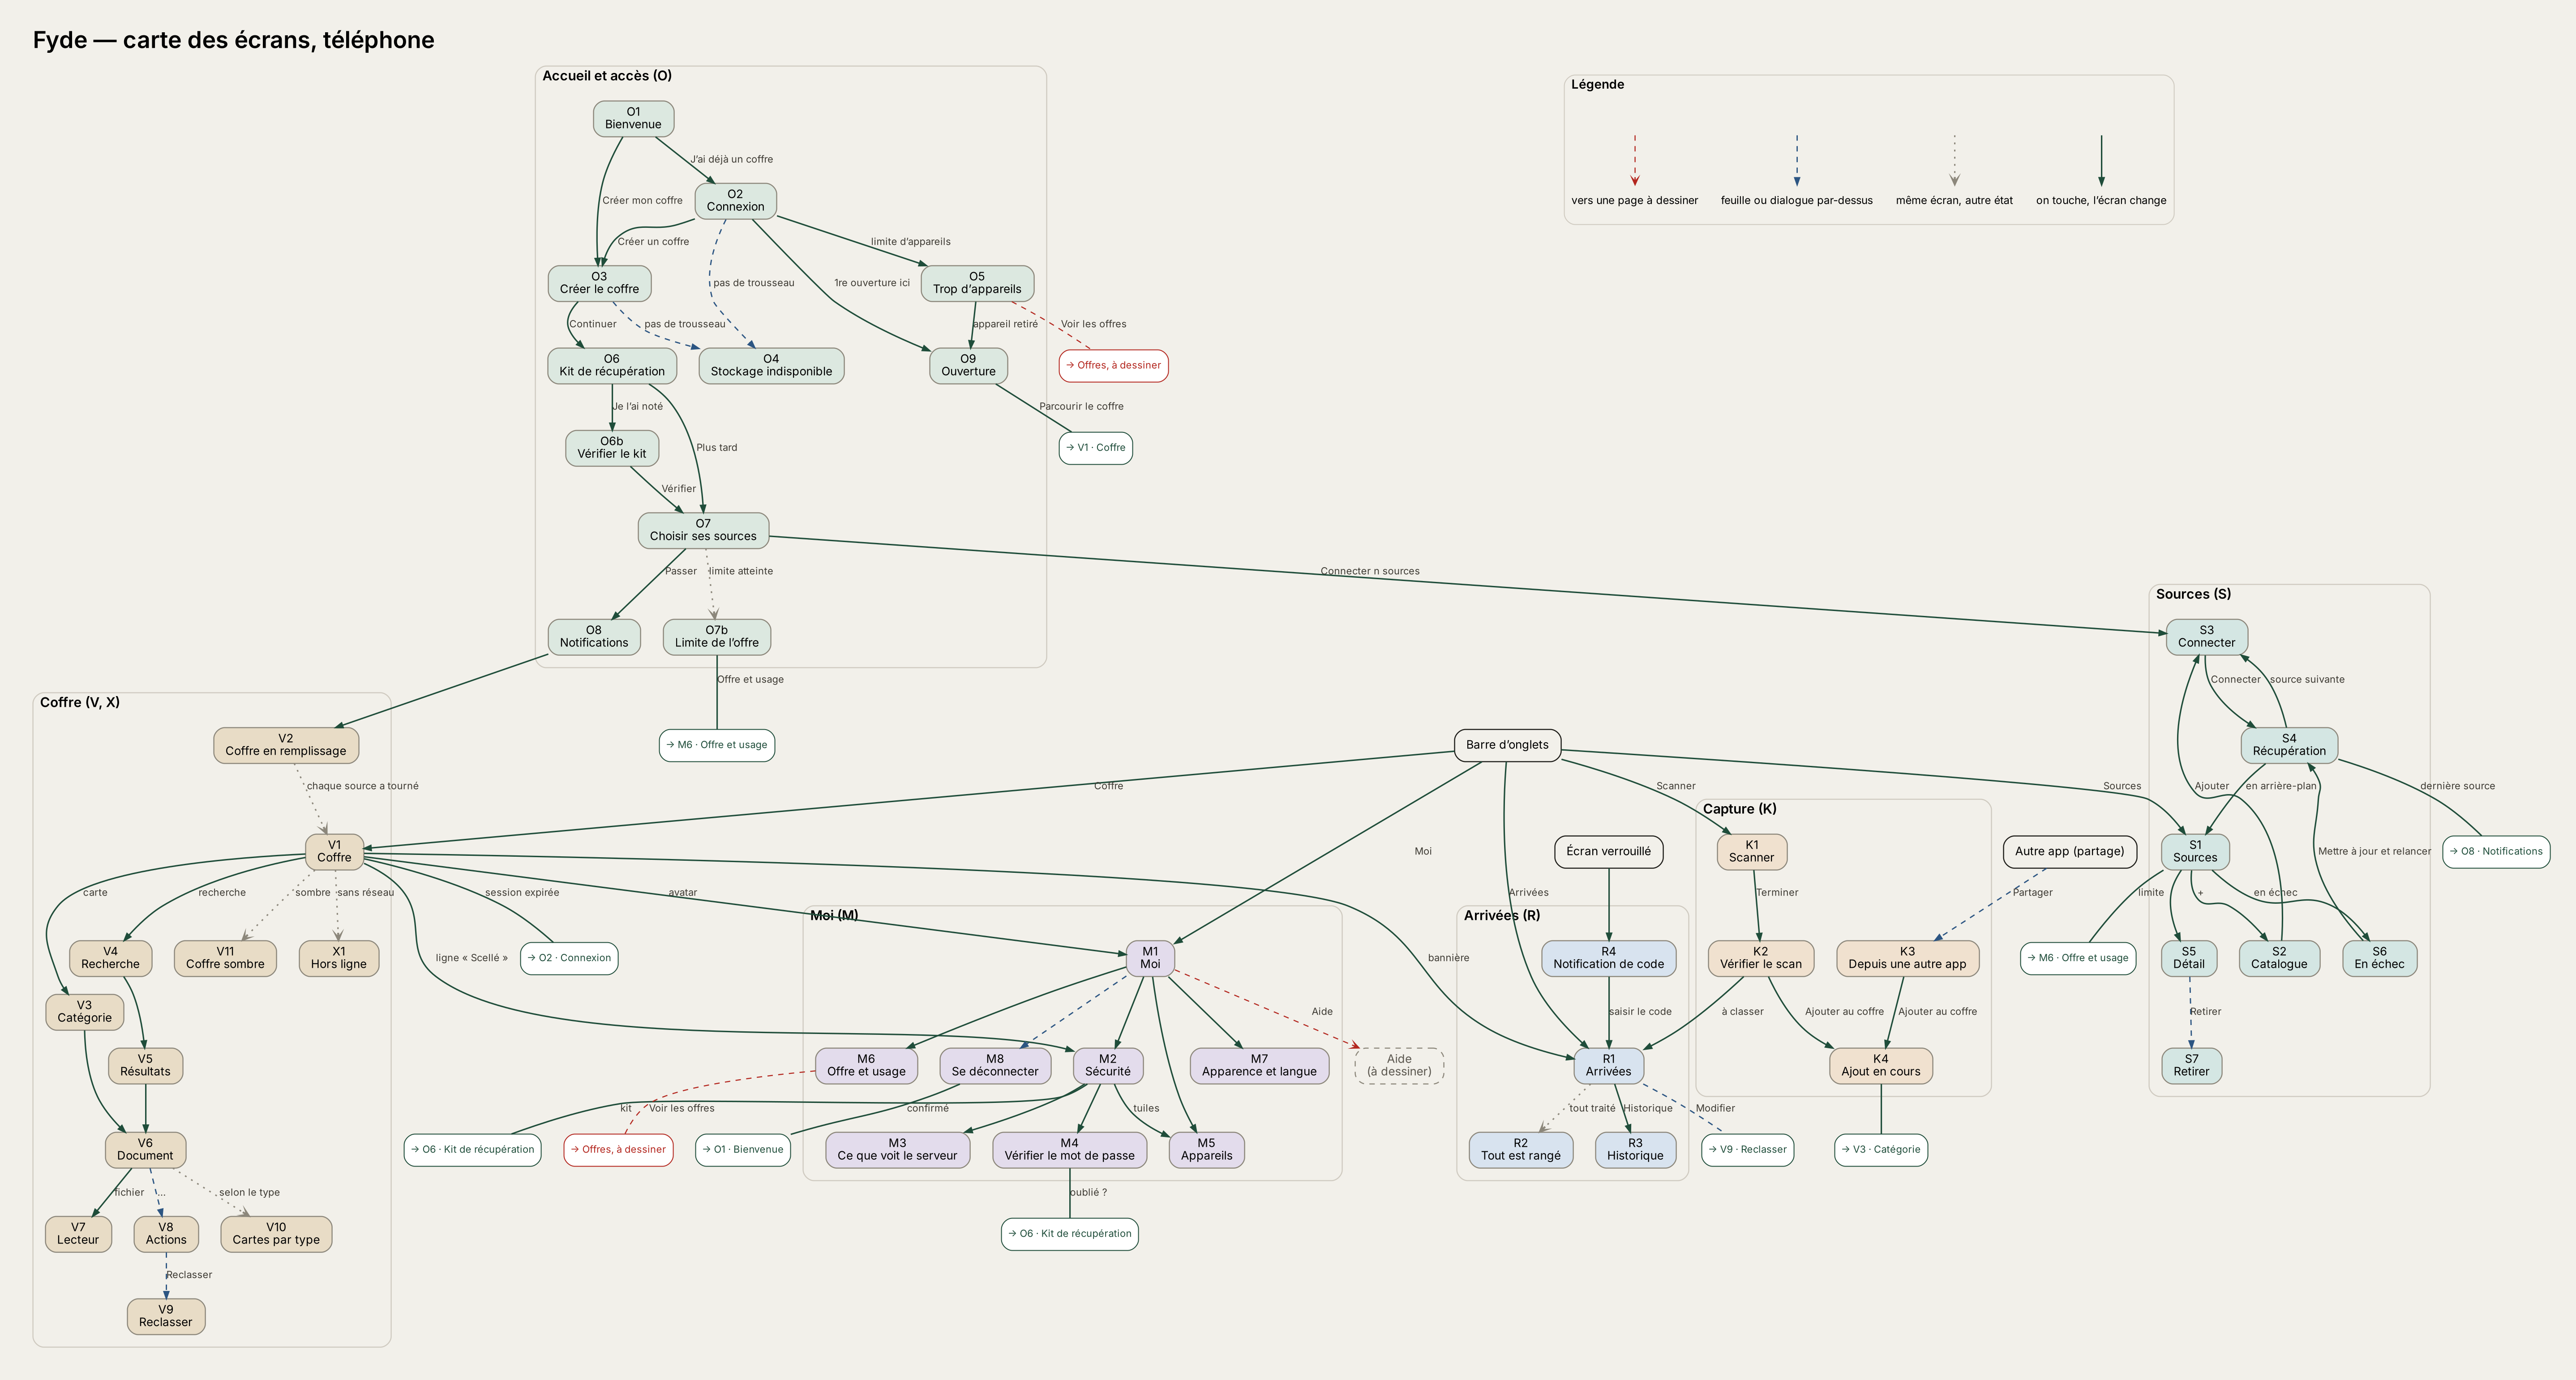 Fyde — carte des écrans, téléphone
Accueil et accès (O)
Légende
O1
Bienvenue
J’ai déjà un coffre
O2
Connexion
Créer mon coffre
vers une page à dessiner
feuille ou dialogue par-dessus
même écran, autre état
on touche, l’écran change
Créer un coffre
limite d’appareils
O3
Créer le coffre
pas de trousseau
1re ouverture ici
O5
Trop d’appareils
Continuer
pas de trousseau
appareil retiré
Voir les offres
O6
Kit de récupération
O4
Stockage indisponible
O9
Ouverture
→ Offres, à dessiner
Je l’ai noté
Parcourir le coffre
O6b
Vérifier le kit
Plus tard
→ V1 · Coffre
Vérifier
O7
Choisir ses sources
Passer
limite atteinte
Connecter n sources
Sources (S)
O8
Notifications
O7b
Limite de l’offre
S3
Connecter
Offre et usage
Connecter
source suivante
Coffre (V, X)
V2
Coffre en remplissage
→ M6 · Offre et usage
Barre d’onglets
S4
Récupération
chaque source a tourné
Coffre
Scanner
Sources
Ajouter
en arrière-plan
dernière source
Capture (K)
V1
Coffre
Moi
Écran verrouillé
K1
Scanner
Autre app (partage)
S1
Sources
Mettre à jour et relancer
→ O8 · Notifications
carte
recherche
sombre
sans réseau
session expirée
avatar
Arrivées
Terminer
Partager
limite
+
en échec
Moi (M)
Arrivées (R)
V4
Recherche
V11
Coffre sombre
X1
Hors ligne
ligne « Scellé »
→ O2 · Connexion
M1
Moi
bannière
R4
Notification de code
K2
Vérifier le scan
K3
Depuis une autre app
→ M6 · Offre et usage
S5
Détail
S2
Catalogue
S6
En échec
V3
Catégorie
Aide
saisir le code
à classer
Ajouter au coffre
Ajouter au coffre
Retirer
V5
Résultats
M6
Offre et usage
M8
Se déconnecter
M2
Sécurité
M7
Apparence et langue
Aide
(à dessiner)
R1
Arrivées
K4
Ajout en cours
S7
Retirer
kit
Voir les offres
confirmé
tuiles
tout traité
Historique
Modifier
V6
Document
→ O6 · Kit de récupération
→ Offres, à dessiner
→ O1 · Bienvenue
M3
Ce que voit le serveur
M4
Vérifier le mot de passe
M5
Appareils
R2
Tout est rangé
R3
Historique
→ V9 · Reclasser
→ V3 · Catégorie
fichier
...
selon le type
oublié ?
V7
Lecteur
V8
Actions
V10
Cartes par type
→ O6 · Kit de récupération
Reclasser
V9
Reclasser